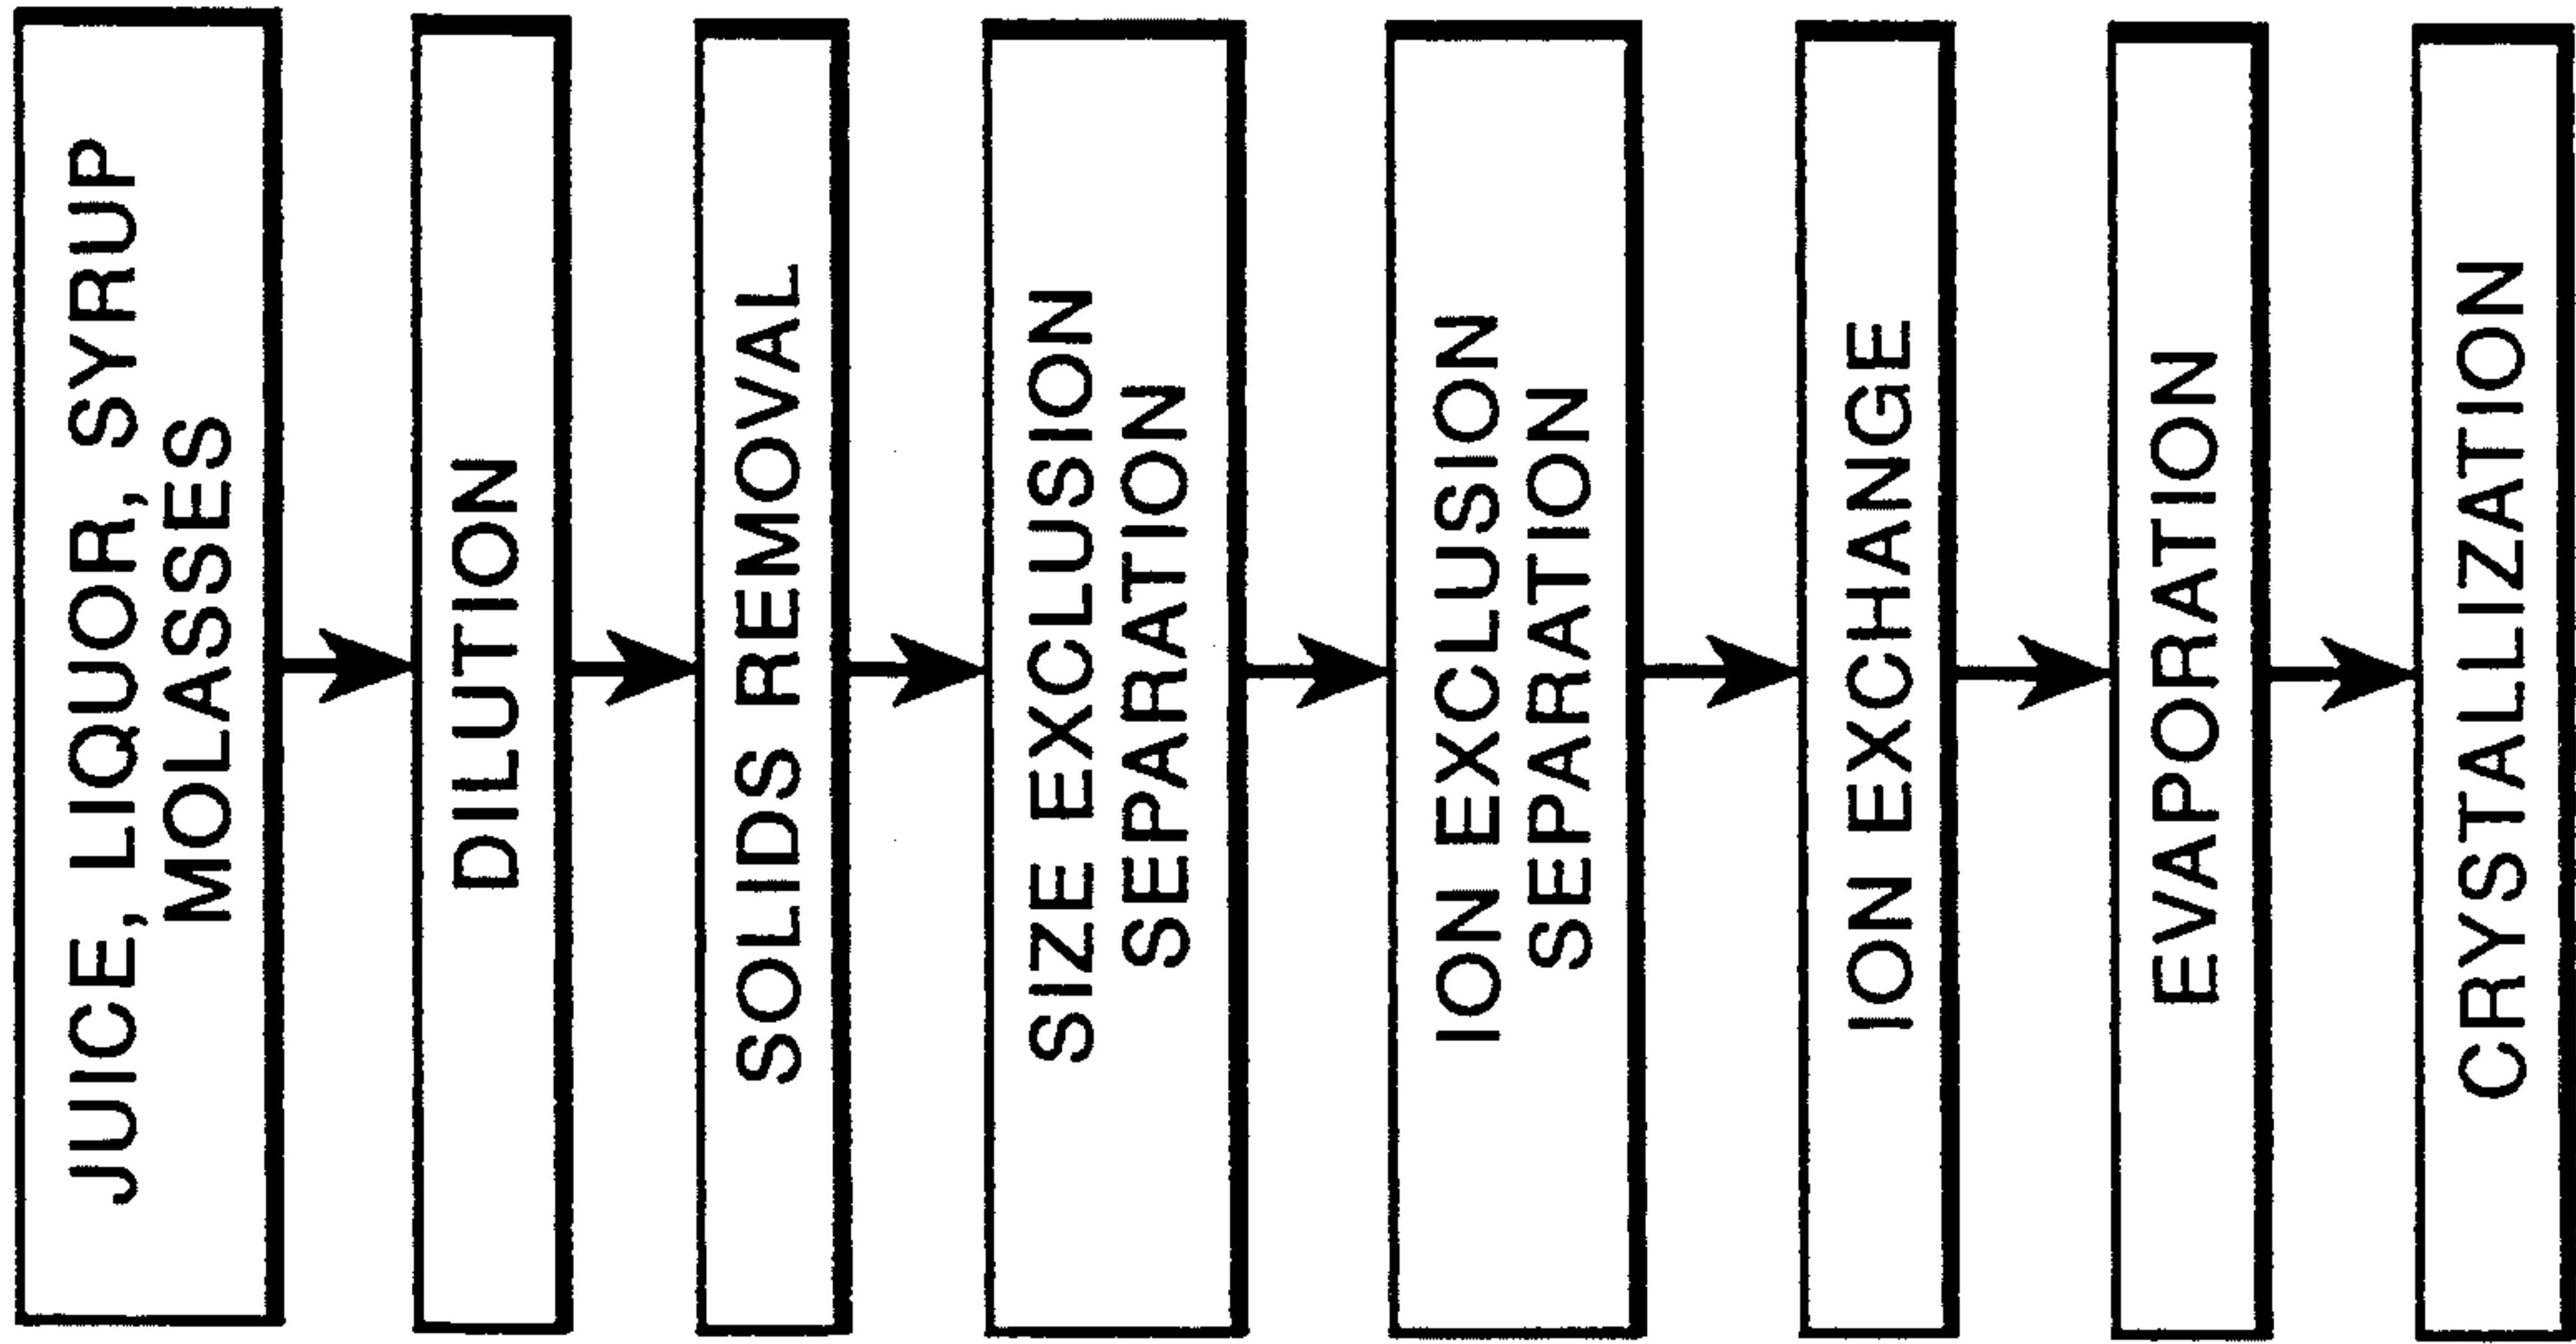 JUICE, LIQUOR, SYRUP
MOLASSES
DILUTION
SOLIDS REMOVAL
SIZE EXCLUSION
SEPARATION
ION EXCLUSION
SEPARATION
ION EXCHANGE
EVAPORATION
CRYSTALLIZATION